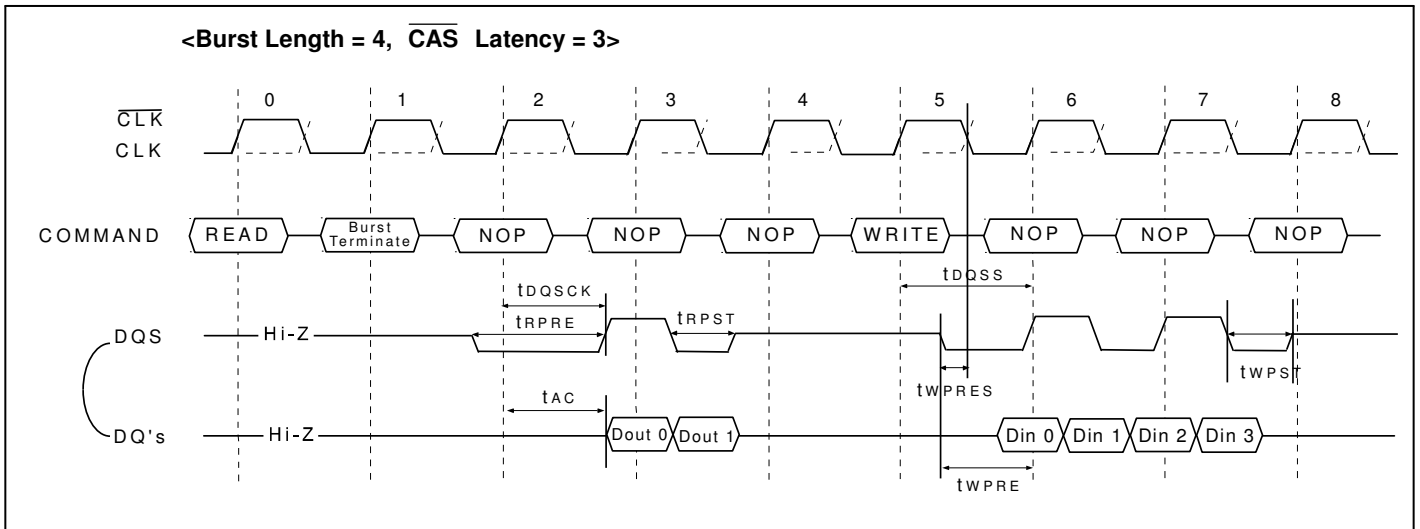 <Burst Length = 4, CAS Latency = 3>
0 1 2 3 4 5 6 7 8
CLK
CLK
COMMAND READ Burst Terminate NOP NOP NOP WRITE NOP NOP NOP
tDQSS
tDQSCK
tRPRE tRPST
DQS Hi-Z
tWPRES tWPST
tAC
DQ's Hi-Z Dout 0 Dout 1 Din 0 Din 1 Din 2 Din 3
tWPRE